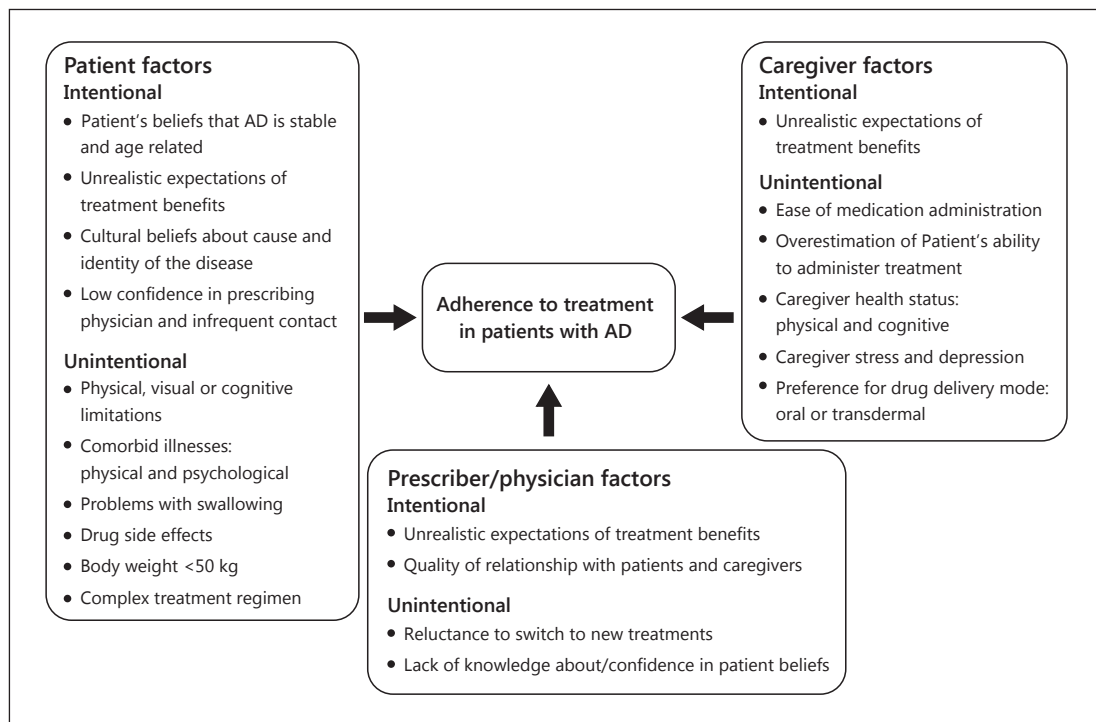 Patient factors
Intentional
• Patient's beliefs that AD is stable
and age related
• Unrealistic expectations of
treatment benefits
• Cultural beliefs about cause and
identity of the disease
• Low confidence in prescribing
physician and infrequent contact
Unintentional
• Physical, visual or cognitive
limitations
• Comorbid illnesses:
physical and psychological
• Problems with swallowing
• Drug side effects
• Body weight <50 kg
• Complex treatment regimen
Adherence to treatment
in patients with AD
Caregiver factors
Intentional
• Unrealistic expectations of
treatment benefits
Unintentional
• Ease of medication administration
• Overestimation of Patient's ability
to administer treatment
• Caregiver health status:
physical and cognitive
• Caregiver stress and depression
• Preference for drug delivery mode:
oral or transdermal
Prescriber/physician factors
Intentional
• Unrealistic expectations of treatment benefits
• Quality of relationship with patients and caregivers
Unintentional
• Reluctance to switch to new treatments
• Lack of knowledge about/confidence in patient beliefs